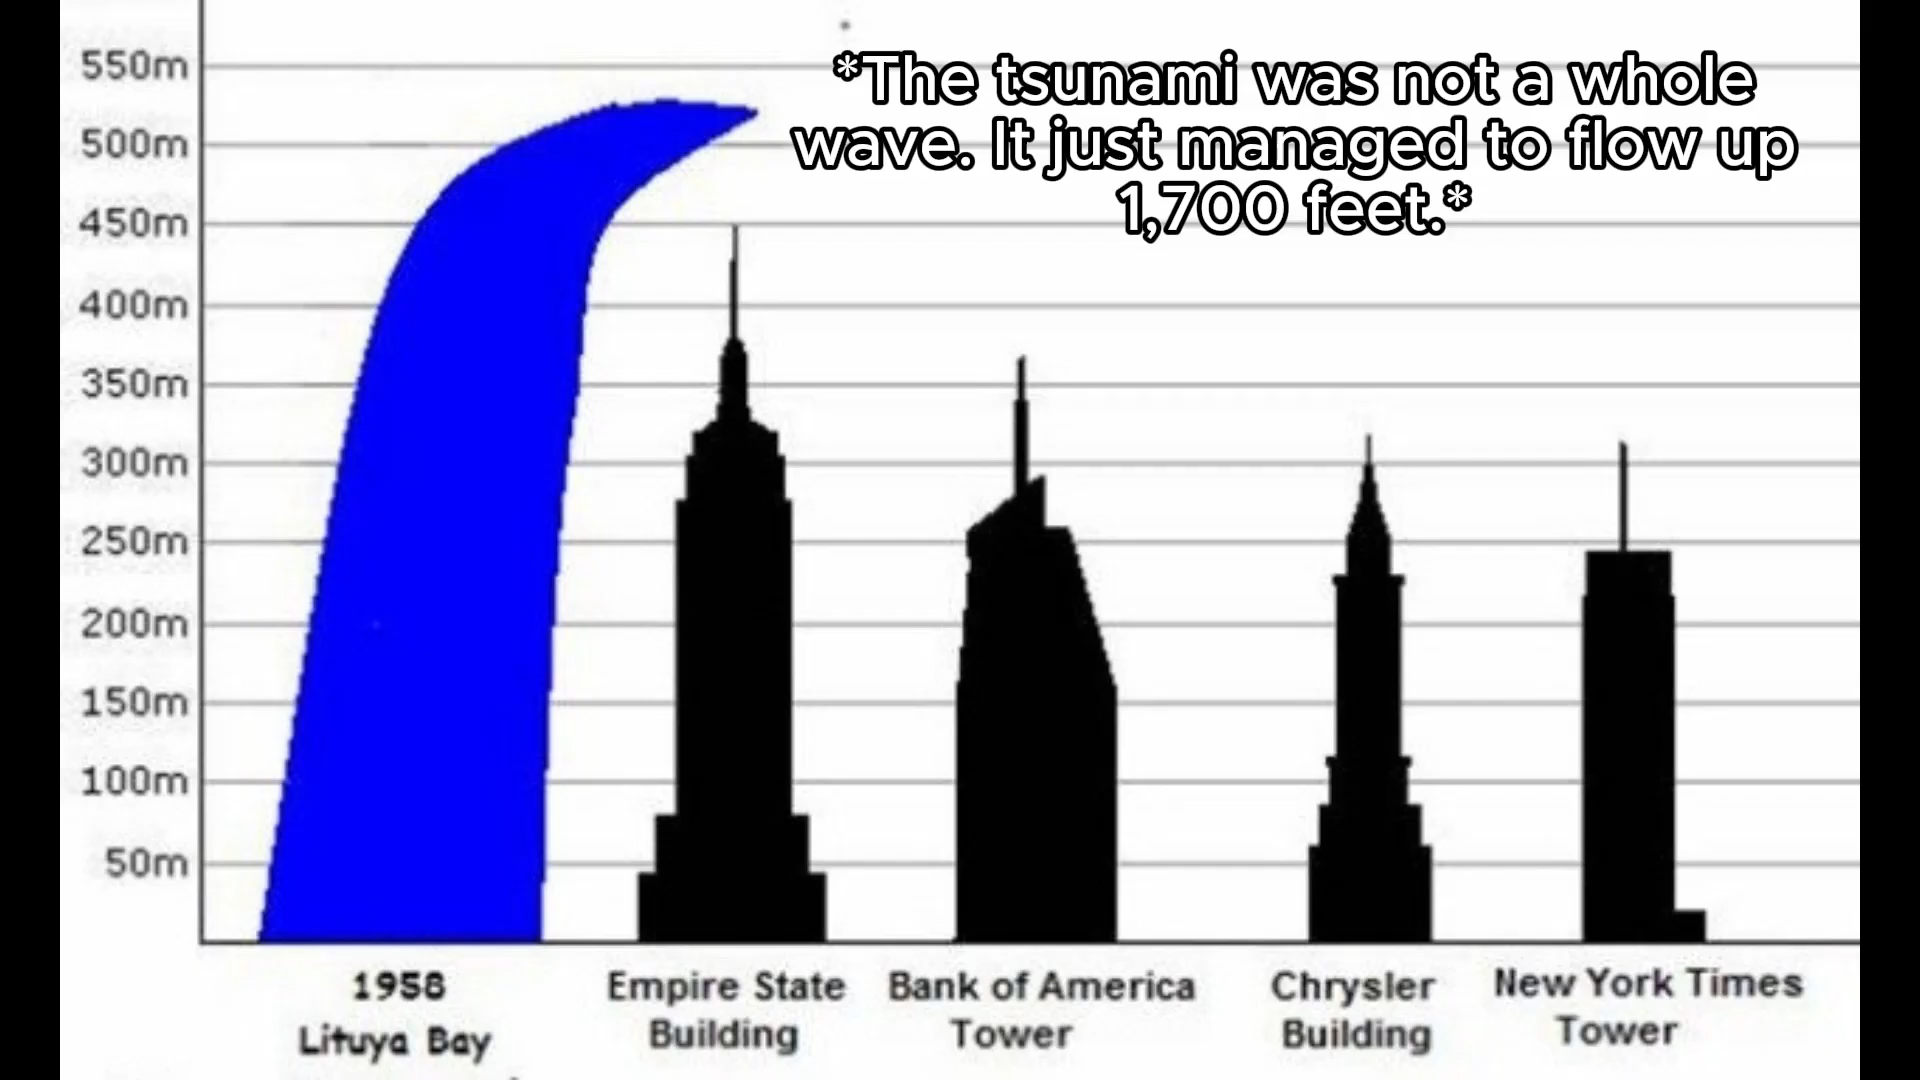 550m
500m
450m
400m
350m
300m
250m
200m
150m
100m
50m
*The tsunami was not a whole
wave. It just managed to flow up
1,700 feet.*
1958
Lituya Bay
Empire State
Building
Bank of America
Tower
Chrysler
Building
New York Times
Tower